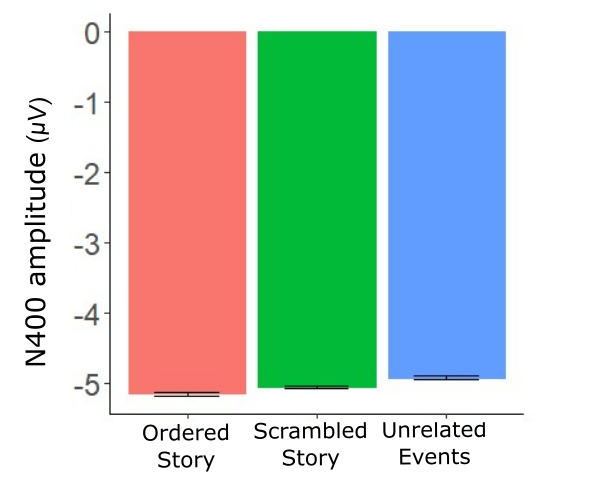 N400 amplitude (μV)
0
-1
-2
-3
-4
-5
Ordered
Story
Scrambled
Story
Unrelated
Events